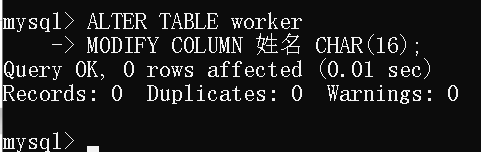 mysql> ALTER TABLE worker
-> MODIFY COLUMN 姓名 CHAR(16);
Query OK, 0 rows affected (0.01 sec)
Records: 0 Duplicates: 0 Warnings: 0
mysql>